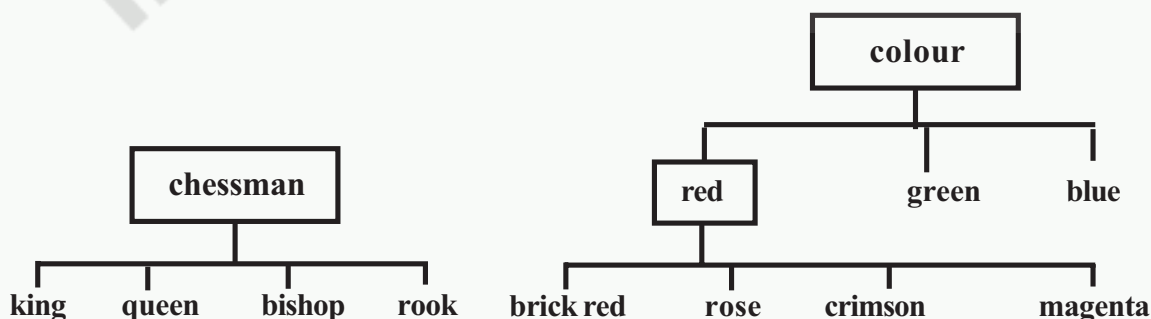 colour
chessman
red
green
blue
king
queen
bishop
rook
brick red
rose
crimson
magenta